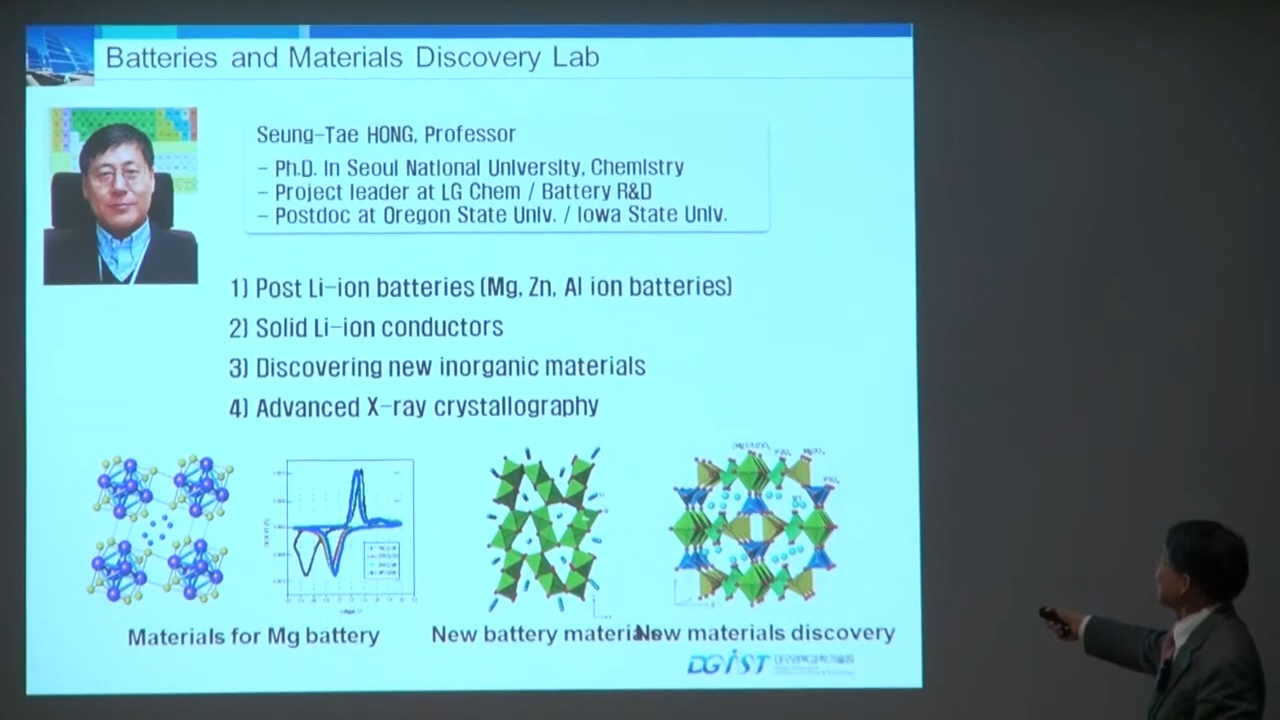 Batteries and Materials Discovery Lab
Seung-Tae HONG, Professor
- Ph.D. in Seoul National University, Chemistry
- Project leader at LG Chem / Battery R&D
- Postdoc at Oregon State Univ. / Iowa State Univ.
1) Post Li-ion batteries (Mg, Zn, Al ion batteries)
2) Solid Li-ion conductors
3) Discovering new inorganic materials
4) Advanced X-ray crystallography
Materials for Mg battery
New battery materials
New materials discovery
DGIST